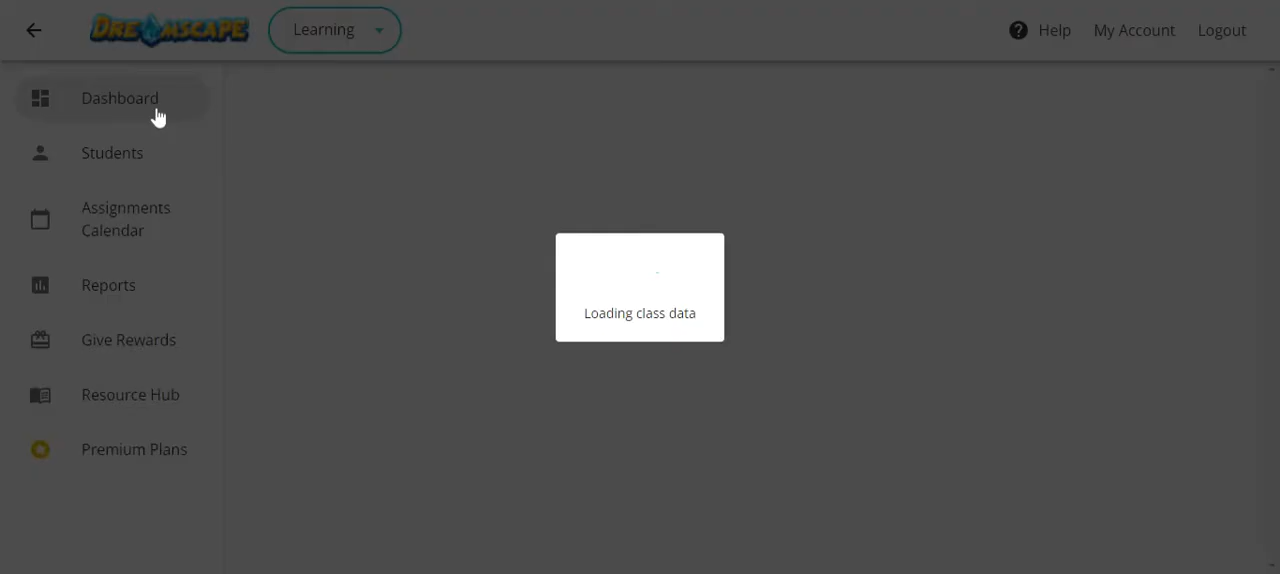 DREAMSCAPE
Learning
Help
My Account
Logout
Dashboard
Students
Assignments
Calendar
Reports
Give Rewards
Resource Hub
Premium Plans
Loading class data